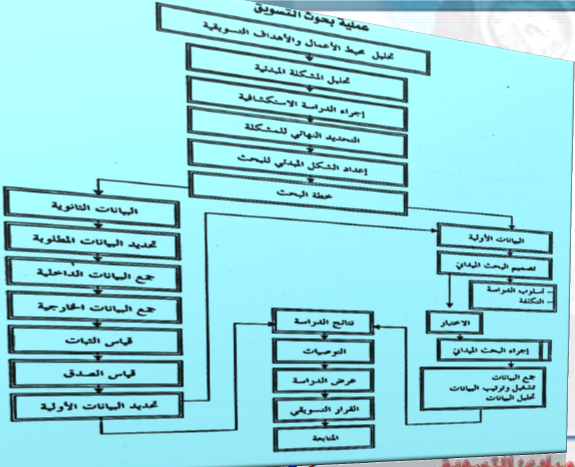 عملية بحوث التسويق
تحليل محيط الأعمال والأهداف التسويقية
تحليل المشكلة المبدئية
إجراء الدراسة الاستكشافية
التحديد النهائي للمشكلة
إعداد الشكل المبدئي للبحث
خطة البحث
البيانات الثانوية
تحديد البيانات المطلوبة
جمع البيانات الداخلية
جمع البيانات الخارجية
قياس الثبات
قياس الصدق
تحديد البيانات الأولية
البيانات الأولية
تصميم البحث الميداني
– أسلوب الدراسة
– التكلفة
الاختبار
إجراء البحث الميداني
جمع البيانات
تشغيل وترتيب البيانات
تحليل البيانات
نتائج الدراسة
التوصيات
عرض الدراسة
القرار التسويقي
المتابعة